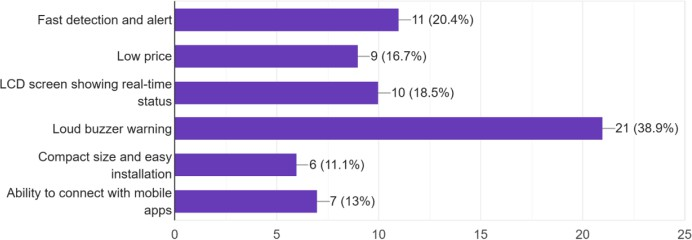 Fast detection and alert
11 (20.4%)
Low price
9 (16.7%)
LCD screen showing real-time
status
10 (18.5%)
Loud buzzer warning
21 (38.9%)
Compact size and easy
installation
6 (11.1%)
Ability to connect with mobile
apps
7 (13%)
0 5 10 15 20 25